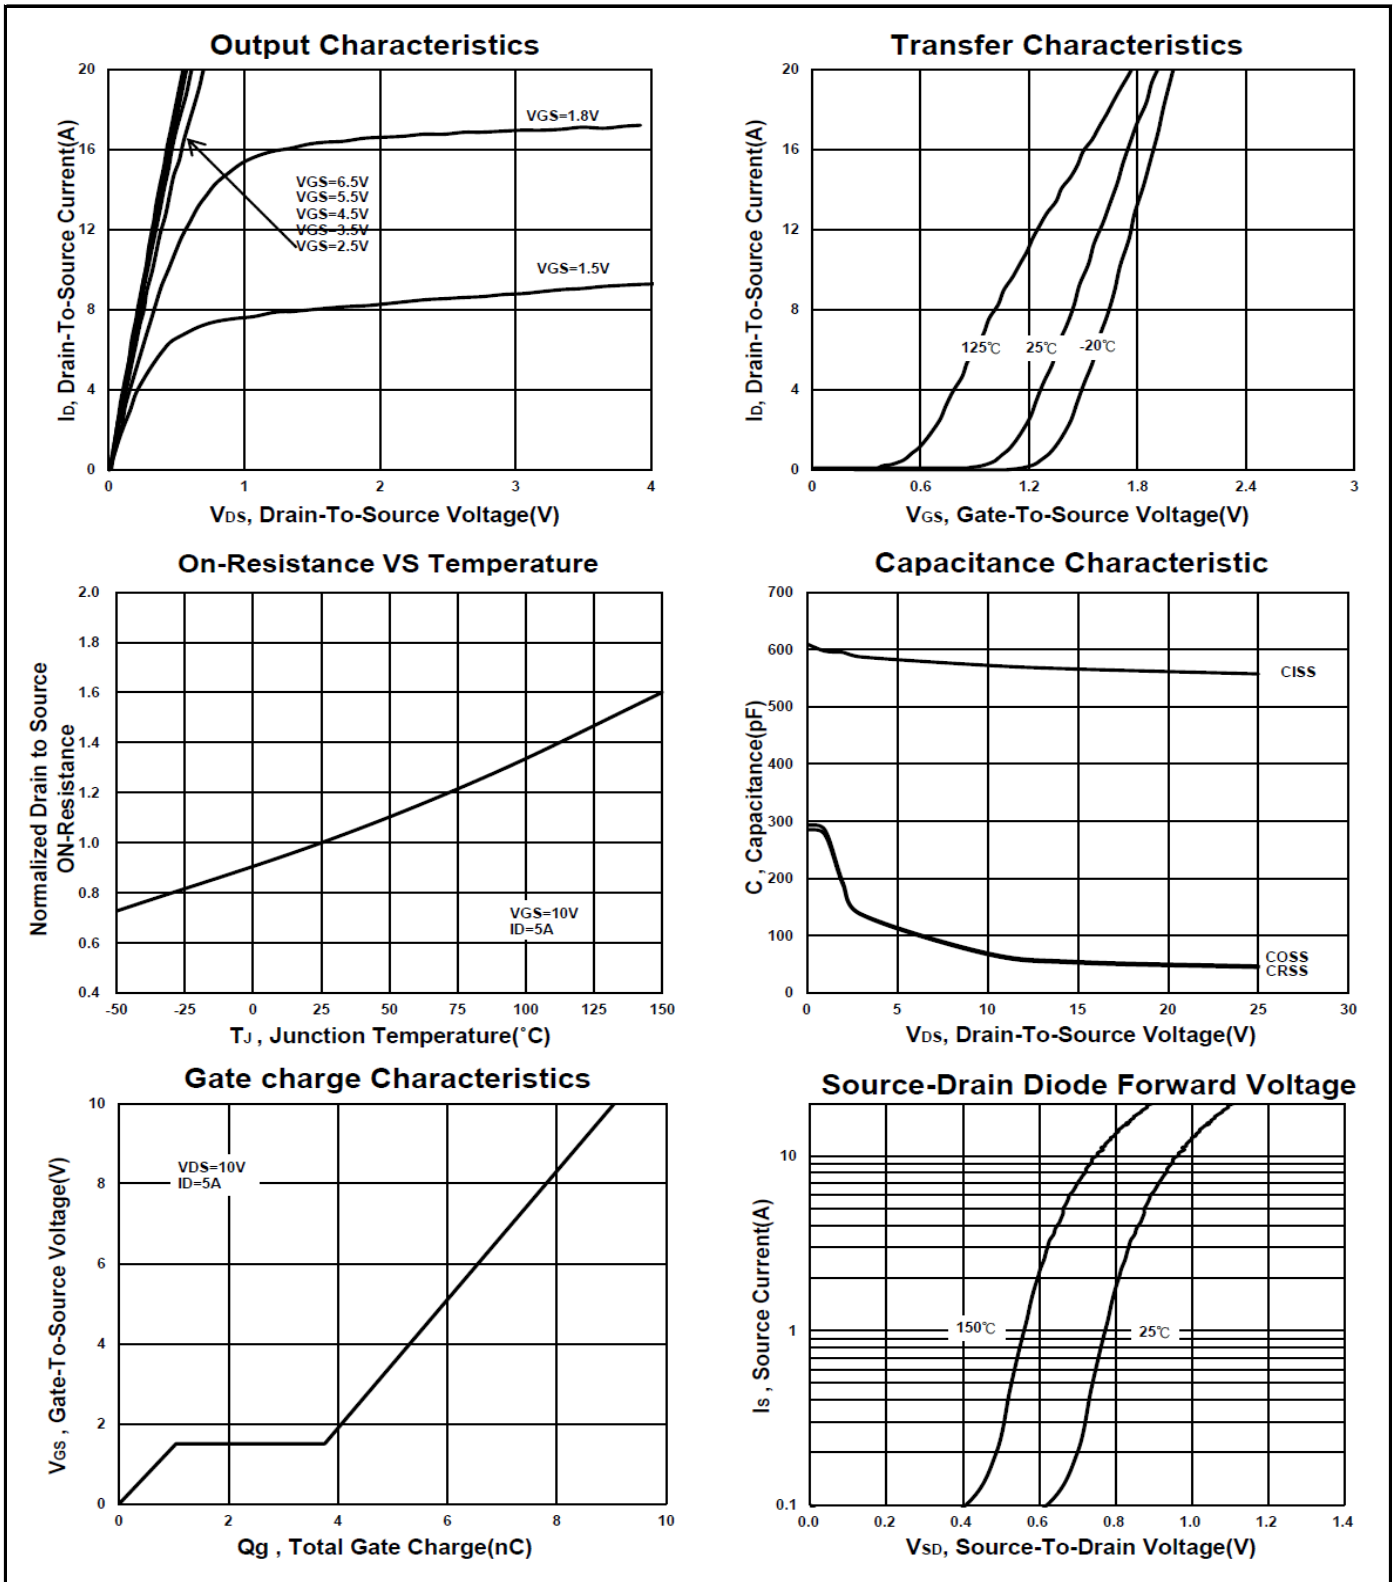 Output Characteristics
ID, Drain-To-Source Current(A)
20
16
12
8
4
0
VGS=1.8V
VGS=6.5V
VGS=5.5V
VGS=4.5V
VGS=3.5V
VGS=2.5V
VGS=1.5V
0 1 2 3 4
VDS, Drain-To-Source Voltage(V)
Transfer Characteristics
ID, Drain-To-Source Current(A)
20
16
12
8
4
0
125℃ 25℃ -20℃
0 0.6 1.2 1.8 2.4 3
VGS, Gate-To-Source Voltage(V)
On-Resistance VS Temperature
Normalized Drain to Source
ON-Resistance
2.0
1.8
1.6
1.4
1.2
1.0
0.8
0.6
0.4
VGS=10V
ID=5A
-50 -25 0 25 50 75 100 125 150
TJ , Junction Temperature(°C)
Capacitance Characteristic
C , Capacitance(pF)
700
600
500
400
300
200
100
0
CISS
COSS
CRSS
0 5 10 15 20 25 30
VDS, Drain-To-Source Voltage(V)
Gate charge Characteristics
VGS , Gate-To-Source Voltage(V)
10
8
6
4
2
0
VDS=10V
ID=5A
0 2 4 6 8 10
Qg , Total Gate Charge(nC)
Source-Drain Diode Forward Voltage
IS , Source Current(A)
10
1
0.1
150℃ 25℃
0.0 0.2 0.4 0.6 0.8 1.0 1.2 1.4
VSD, Source-To-Drain Voltage(V)